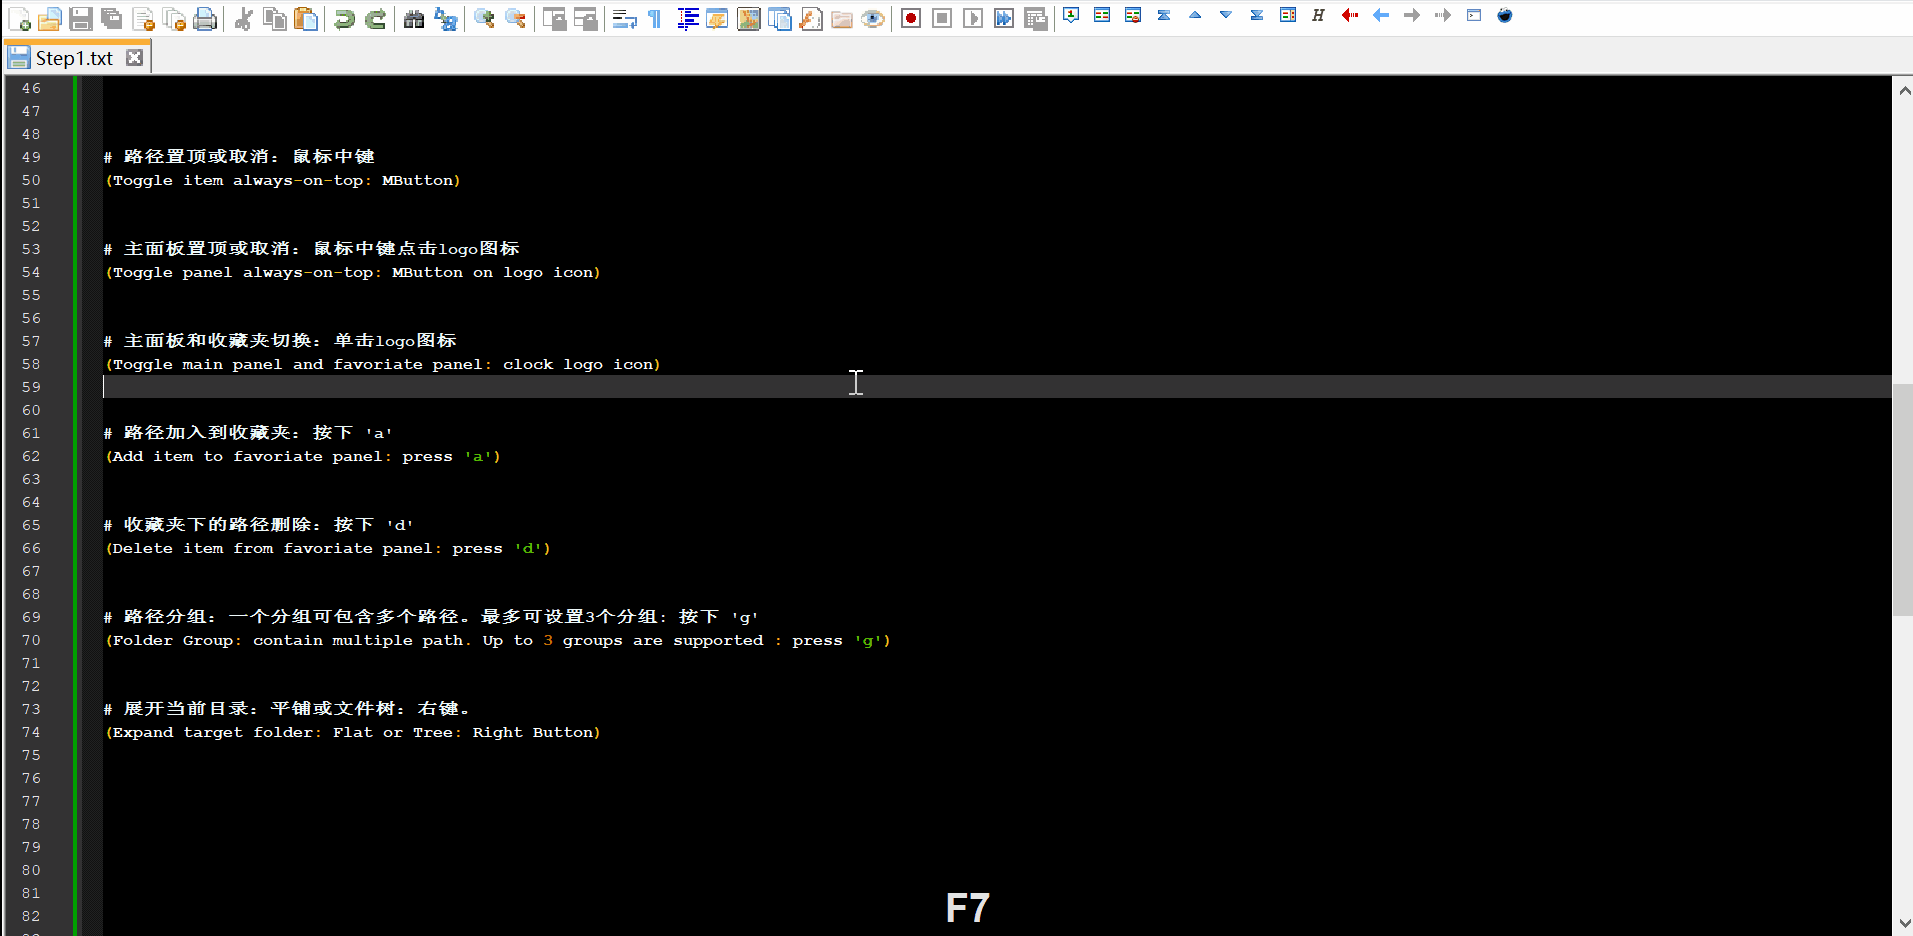 Step1.txt
46
47
48
49 # 路径置顶或取消：鼠标中键
50 (Toggle item always-on-top: MButton)
51
52
53 # 主面板置顶或取消：鼠标中键点击logo图标
54 (Toggle panel always-on-top: MButton on logo icon)
55
56
57 # 主面板和收藏夹切换：单击logo图标
58 (Toggle main panel and favoriate panel: clock logo icon)
59
60
61 # 路径加入到收藏夹：按下 'a'
62 (Add item to favoriate panel: press 'a')
63
64
65 # 收藏夹下的路径删除：按下 'd'
66 (Delete item from favoriate panel: press 'd')
67
68
69 # 路径分组：一个分组可包含多个路径。最多可设置3个分组：按下 'g'
70 (Folder Group: contain multiple path. Up to 3 groups are supported : press 'g')
71
72
73 # 展开当前目录：平铺或文件树：右键。
74 (Expand target folder: Flat or Tree: Right Button)
75
76
77
78
79
80
81
82
F7